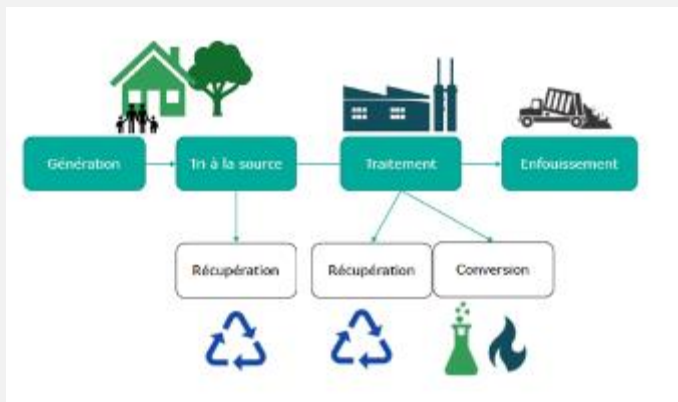 Génération
Tri à la source
Traitement
Enfouissement
Récupération
Récupération
Conversion